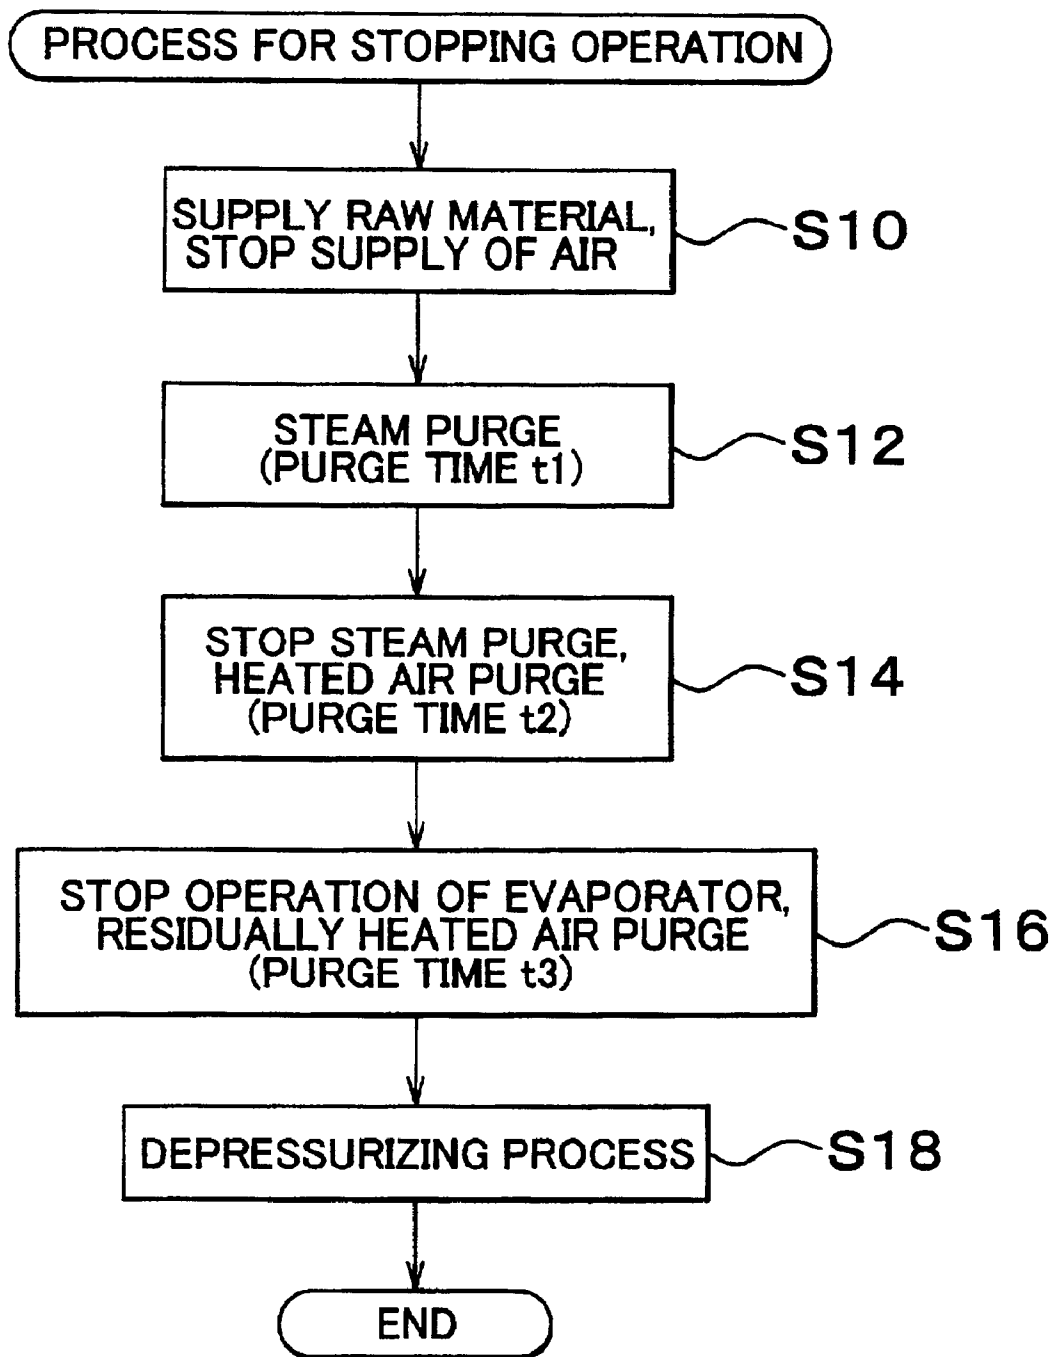 PROCESS FOR STOPPING OPERATION
SUPPLY RAW MATERIAL,
STOP SUPPLY OF AIR
S10
STEAM PURGE
(PURGE TIME t1)
S12
STOP STEAM PURGE,
HEATED AIR PURGE
(PURGE TIME t2)
S14
STOP OPERATION OF EVAPORATOR,
RESIDUALLY HEATED AIR PURGE
(PURGE TIME t3)
S16
DEPRESSURIZING PROCESS
S18
END